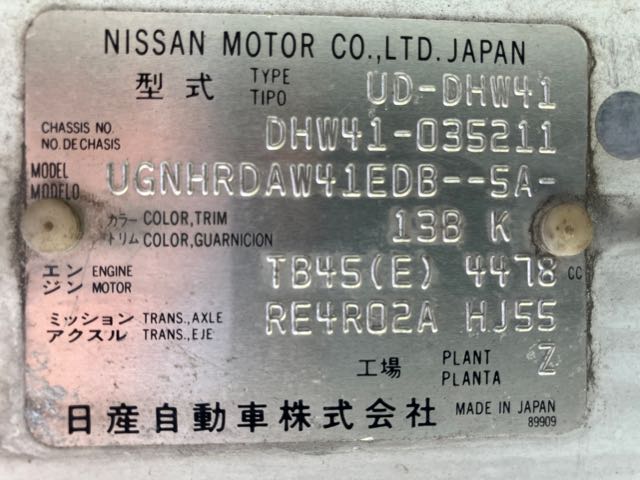 NISSAN MOTOR CO.,LTD. JAPAN
型式 TYPE TIPO UD-DHW41
CHASSIS NO. NO. DE CHASIS DHW41-035211
MODEL MODELO UGNHRDAW41EDB--5A-
カラー COLOR,TRIM 13B K
トリム COLOR,GUARNICION
エンジン ENGINE MOTOR TB45(E) 4478 CC
ミッション TRANS.,AXLE RE4R02A HJ55
アクスル TRANS.,EJE
工場 PLANT PLANTA Z
日産自動車株式会社 MADE IN JAPAN
89909